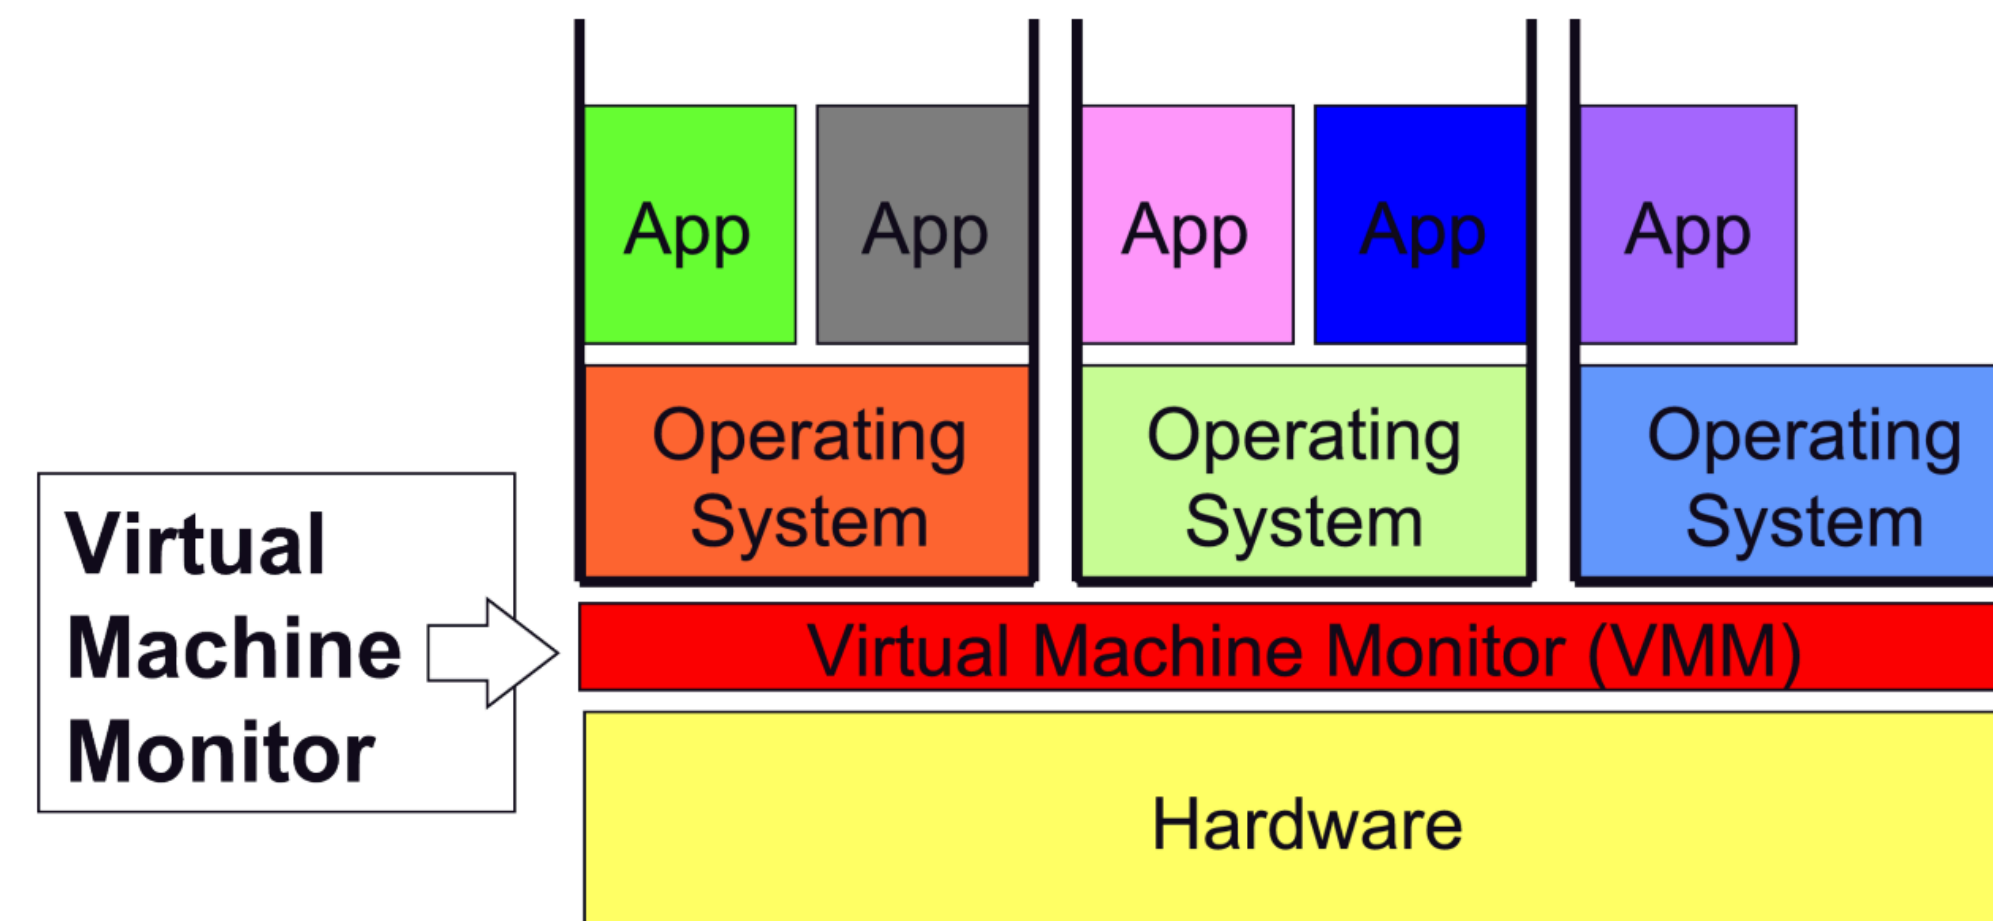 App
App
App
App
App
Operating
System
Operating
System
Operating
System
Virtual
Machine
Monitor
Virtual Machine Monitor (VMM)
Hardware